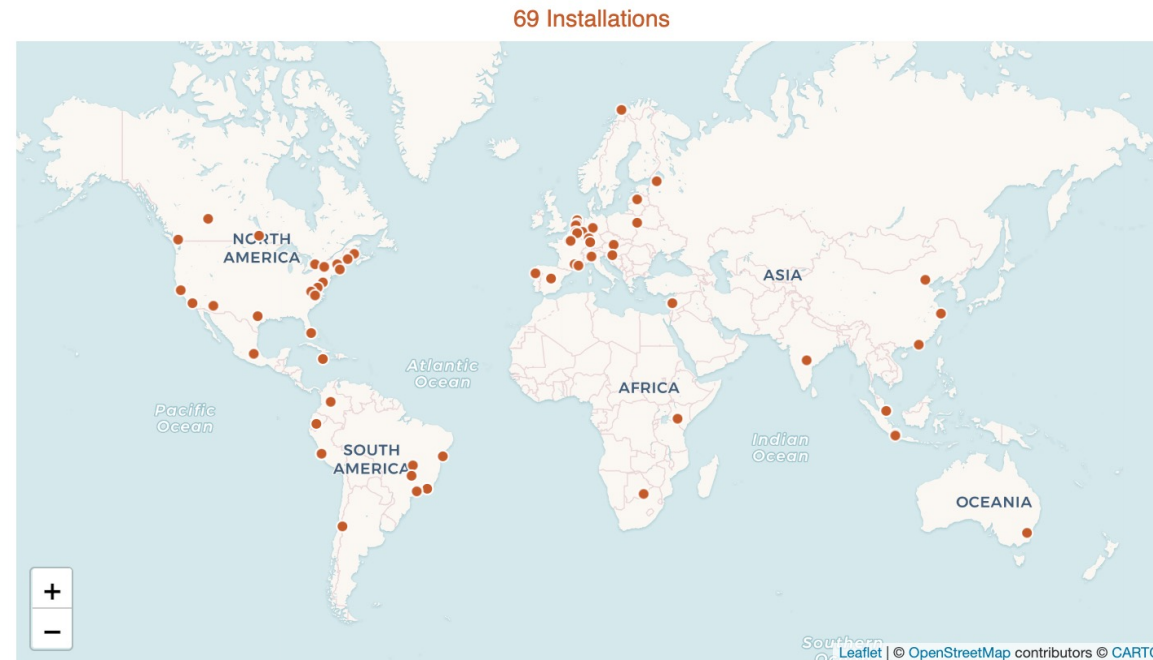 69 Installations
NORTH
AMERICA
ASIA
Atlantic
Ocean
AFRICA
Pacific
Ocean
Indian
Ocean
SOUTH
AMERICA
OCEANIA
+
−
Southern
Leaflet | © OpenStreetMap contributors © CARTO